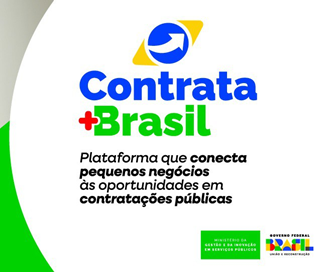 Contrata
+Brasil
Plataforma que conecta
pequenos negócios
às oportunidades em
contratações públicas
MINISTÉRIO DA
GESTÃO E DA INOVAÇÃO
EM SERVIÇOS PÚBLICOS
GOVERNO FEDERAL
BRASIL
UNIÃO E RECONSTRUÇÃO